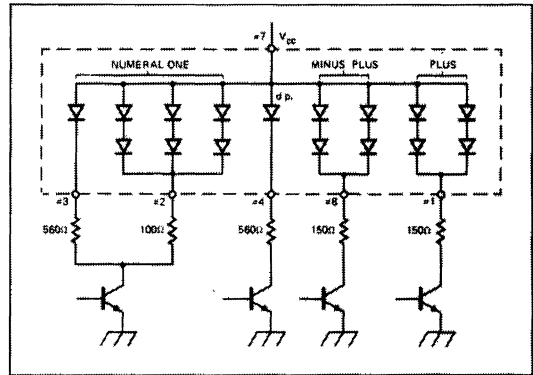 #7 Vcc
NUMERAL ONE MINUS PLUS PLUS
d p.
#3 #2 #4 #8 #1
560Ω 100Ω 560Ω 150Ω 150Ω